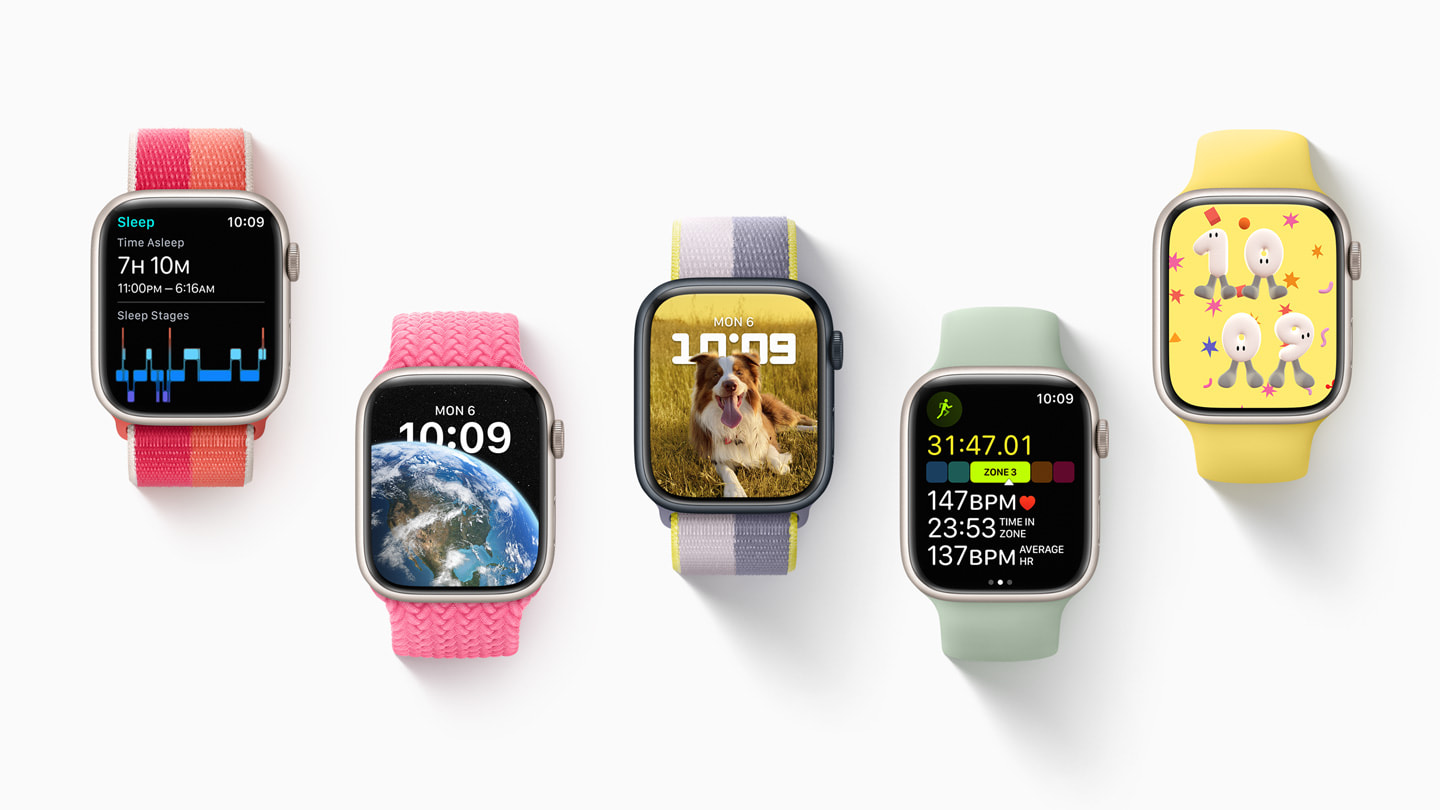 Sleep 10:09
Time Asleep
7H 10M
11:00PM – 6:16AM
Sleep Stages
MON 6
10:09
MON 6
10:09
10:09
31:47.01
ZONE 3
147BPM
23:53 TIME IN
ZONE
137BPM AVERAGE
HR
10
09